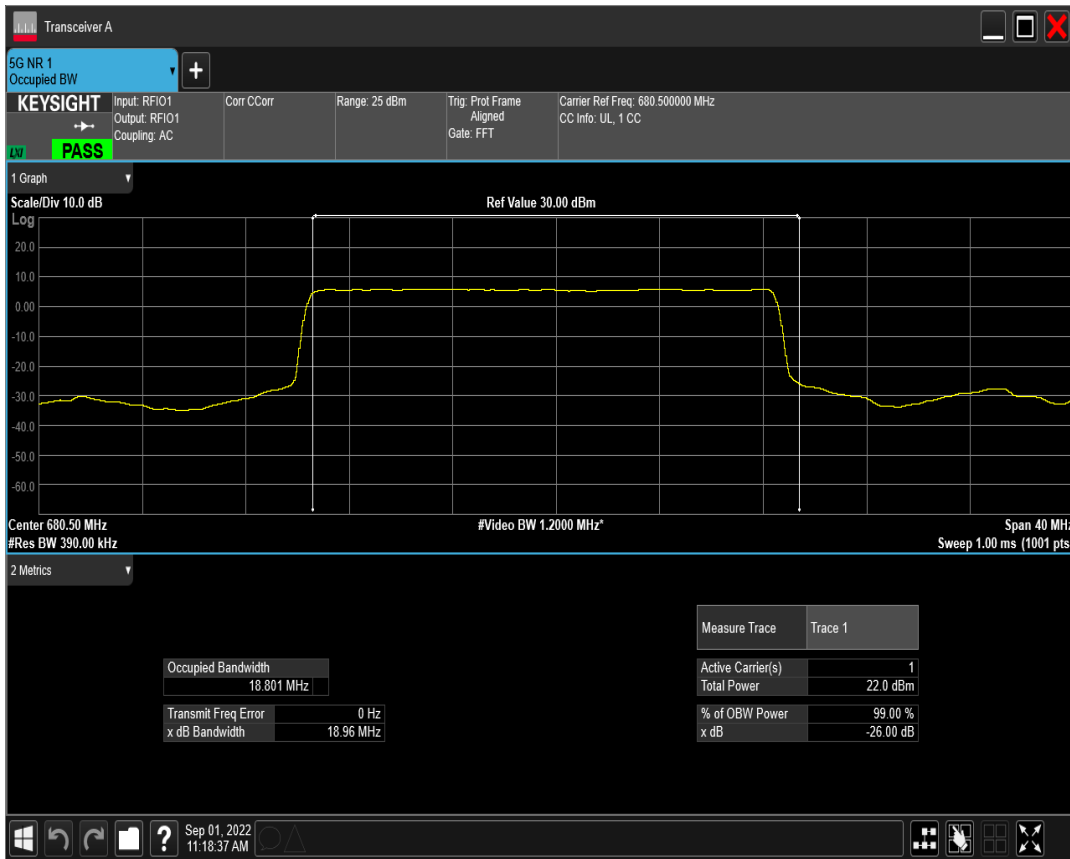 Transceiver A
5G NR 1
Occupied BW
+
KEYSIGHT
LXI
PASS
Input: RFIO1
Output: RFIO1
Coupling: AC
Corr CCorr
Range: 25 dBm
Trig: Prot Frame
Aligned
Gate: FFT
Carrier Ref Freq: 680.500000 MHz
CC Info: UL, 1 CC
1 Graph
Scale/Div 10.0 dB
Ref Value 30.00 dBm
Log
20.0
10.0
0.00
-10.0
-20.0
-30.0
-40.0
-50.0
-60.0
Center 680.50 MHz
#Video BW 1.2000 MHz*
Span 40 MHz
#Res BW 390.00 kHz
Sweep 1.00 ms (1001 pts
2 Metrics
Measure Trace Trace 1
Occupied Bandwidth
18.801 MHz
Active Carrier(s) 1
Total Power 22.0 dBm
Transmit Freq Error 0 Hz
x dB Bandwidth 18.96 MHz
% of OBW Power 99.00 %
x dB -26.00 dB
?
Sep 01, 2022
11:18:37 AM